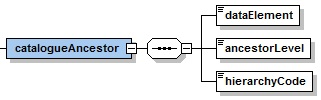 dataElement
catalogueAncestor
ancestorLevel
hierarchyCode